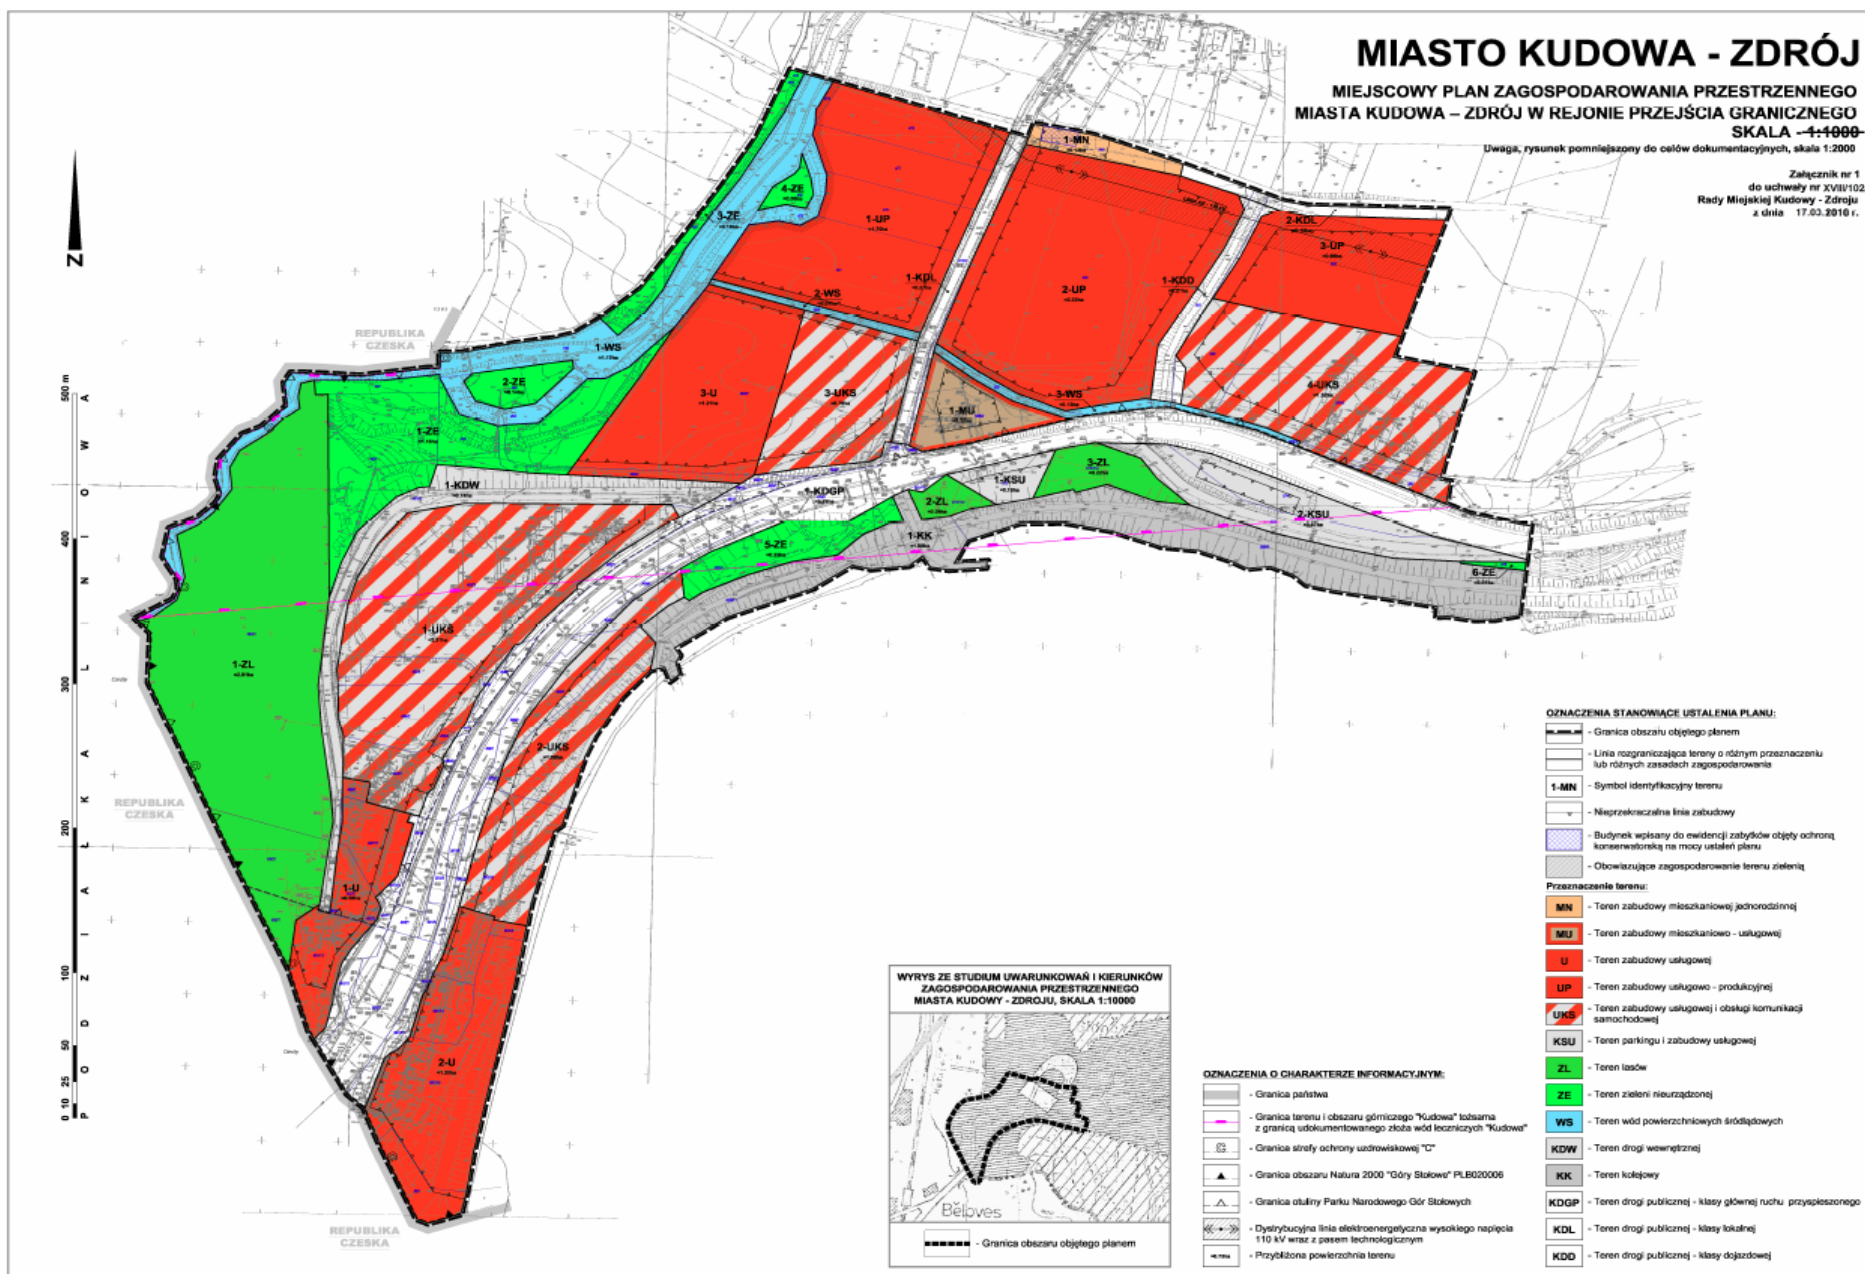 MIASTO KUDOWA - ZDRÓJ
MIEJSCOWY PLAN ZAGOSPODAROWANIA PRZESTRZENNEGO
MIASTA KUDOWA – ZDRÓJ W REJONIE PRZEJŚCIA GRANICZNEGO
SKALA - 1:1000
Uwaga, rysunek pomniejszony do celów dokumentacyjnych, skala 1:2000
Załącznik nr 1
do uchwały nr XVIII/102
Rady Miejskiej Kudowy - Zdroju
z dnia 17.03.2010 r.
Z
REPUBLIKA
CZESKA
1-MN
4-ZE
3-ZE
1-UP
2-KDL
3-UP
1-KDL
1-KDD
2-UP
2-WS
1-WS
2-ZE
3-U
3-UKS
3-WS
4-UKS
1-MU
1-ZE
1-KDW
1-KDGP
1-KSU
3-ZL
2-ZL
2-KSU
1-KK
5-ZE
6-ZE
1-UKS
1-ZL
2-UKS
REPUBLIKA
CZESKA
1-U
2-U
REPUBLIKA
CZESKA
500 m
400
300
200
100
50
25
10
0
PODZIAŁKA LINIOWA
WYRYS ZE STUDIUM UWARUNKOWAŃ I KIERUNKÓW
ZAGOSPODAROWANIA PRZESTRZENNEGO
MIASTA KUDOWY - ZDROJU, SKALA 1:10000
Běloves
- Granica obszaru objętego planem
OZNACZENIA O CHARAKTERZE INFORMACYJNYM:
- Granica państwa
- Granica terenu i obszaru górniczego "Kudowa" tożsama
z granicą udokumentowanego złoża wód leczniczych "Kudowa"
- Granica strefy ochrony uzdrowiskowej "C"
- Granica obszaru Natura 2000 "Góry Stołowe" PLB020006
- Granica otuliny Parku Narodowego Gór Stołowych
- Dystrybucyjna linia elektroenergetyczna wysokiego napięcia
110 kV wraz z pasem technologicznym
- Przybliżona powierzchnia terenu
OZNACZENIA STANOWIĄCE USTALENIA PLANU:
- Granica obszaru objętego planem
- Linia rozgraniczająca tereny o różnym przeznaczeniu
lub różnych zasadach zagospodarowania
1-MN - Symbol identyfikacyjny terenu
- Nieprzekraczalna linia zabudowy
- Budynek wpisany do ewidencji zabytków objęty ochroną
konserwatorską na mocy ustaleń planu
- Obowiązujące zagospodarowanie terenu zielenią
Przeznaczenie terenu:
MN - Teren zabudowy mieszkaniowej jednorodzinnej
MU - Teren zabudowy mieszkaniowo - usługowej
U - Teren zabudowy usługowej
UP - Teren zabudowy usługowo - produkcyjnej
UKS - Teren zabudowy usługowej i obsługi komunikacji
samochodowej
KSU - Teren parkingu i zabudowy usługowej
ZL - Teren lasów
ZE - Teren zieleni nieurządzonej
WS - Teren wód powierzchniowych śródlądowych
KDW - Teren drogi wewnętrznej
KK - Teren kolejowy
KDGP - Teren drogi publicznej - klasy głównej ruchu przyspieszonego
KDL - Teren drogi publicznej - klasy lokalnej
KDD - Teren drogi publicznej - klasy dojazdowej